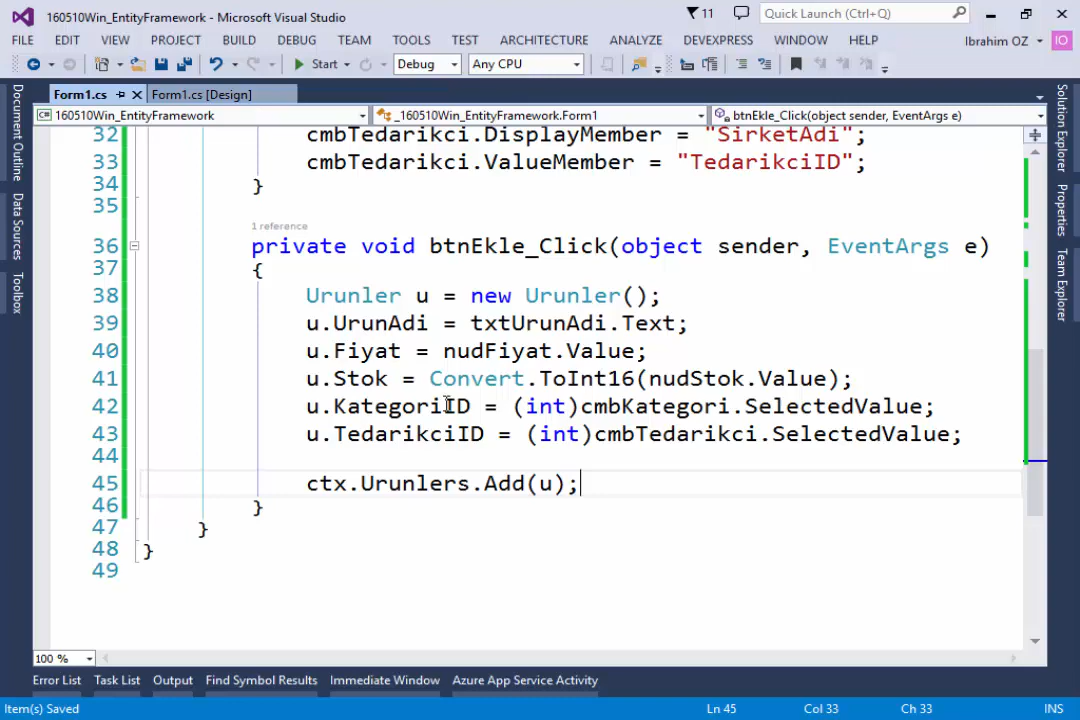 160510Win_EntityFramework - Microsoft Visual Studio
11
Quick Launch (Ctrl+Q)
FILE EDIT VIEW PROJECT BUILD DEBUG TEAM TOOLS TEST ARCHITECTURE ANALYZE DEVEXPRESS WINDOW HELP
Ibrahim OZ
IO
Start
Debug
Any CPU
Form1.cs
Form1.cs [Design]
160510Win_EntityFramework
_160510Win_EntityFramework.Form1
btnEkle_Click(object sender, EventArgs e)
Document Outline
Data Sources
Toolbox
32 cmbTedarikci.DisplayMember = "SirketAdi";
33 cmbTedarikci.ValueMember = "TedarikciID";
34 }
35
1 reference
36 private void btnEkle_Click(object sender, EventArgs e)
37 {
38 Urunler u = new Urunler();
39 u.UrunAdi = txtUrunAdi.Text;
40 u.Fiyat = nudFiyat.Value;
41 u.Stok = Convert.ToInt16(nudStok.Value);
42 u.KategoriID = (int)cmbKategori.SelectedValue;
43 u.TedarikciID = (int)cmbTedarikci.SelectedValue;
44
45 ctx.Urunlers.Add(u);
46 }
47 }
48 }
49
Solution Explorer
Properties
Team Explorer
100 %
Error List Task List Output Find Symbol Results Immediate Window Azure App Service Activity
Item(s) Saved
Ln 45 Col 33 Ch 33 INS